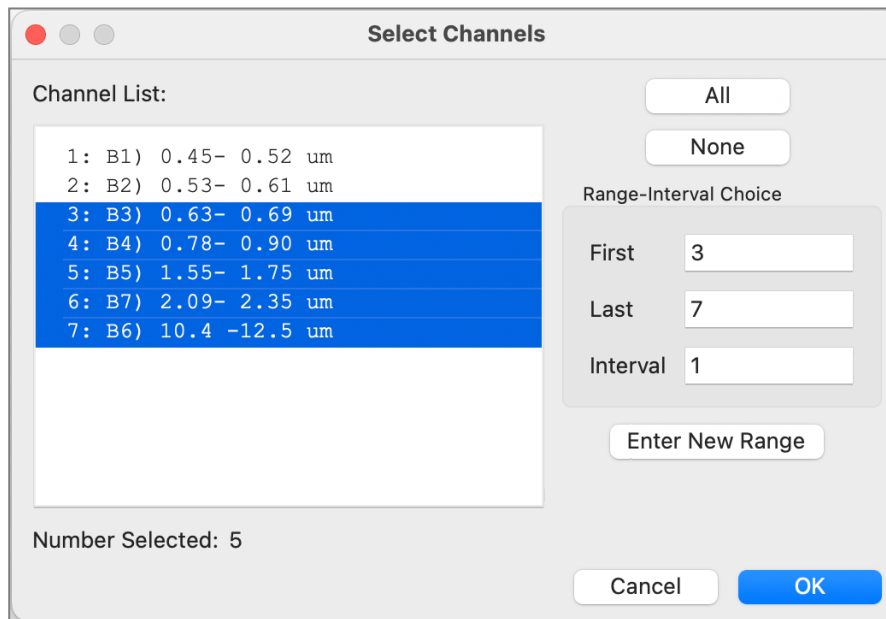 Select Channels
Channel List:
1: B1) 0.45- 0.52 um
2: B2) 0.53- 0.61 um
3: B3) 0.63- 0.69 um
4: B4) 0.78- 0.90 um
5: B5) 1.55- 1.75 um
6: B7) 2.09- 2.35 um
7: B6) 10.4 -12.5 um
Number Selected: 5
All
None
Range-Interval Choice
First 3
Last 7
Interval 1
Enter New Range
Cancel OK